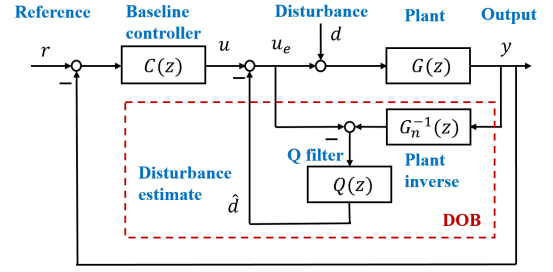 Reference
Baseline controller
Disturbance
Plant
Output
r
C(z)
u
u_e
d
G(z)
y
G_n^{-1}(z)
Q filter
Plant inverse
Disturbance estimate
Q(z)
d̂
DOB